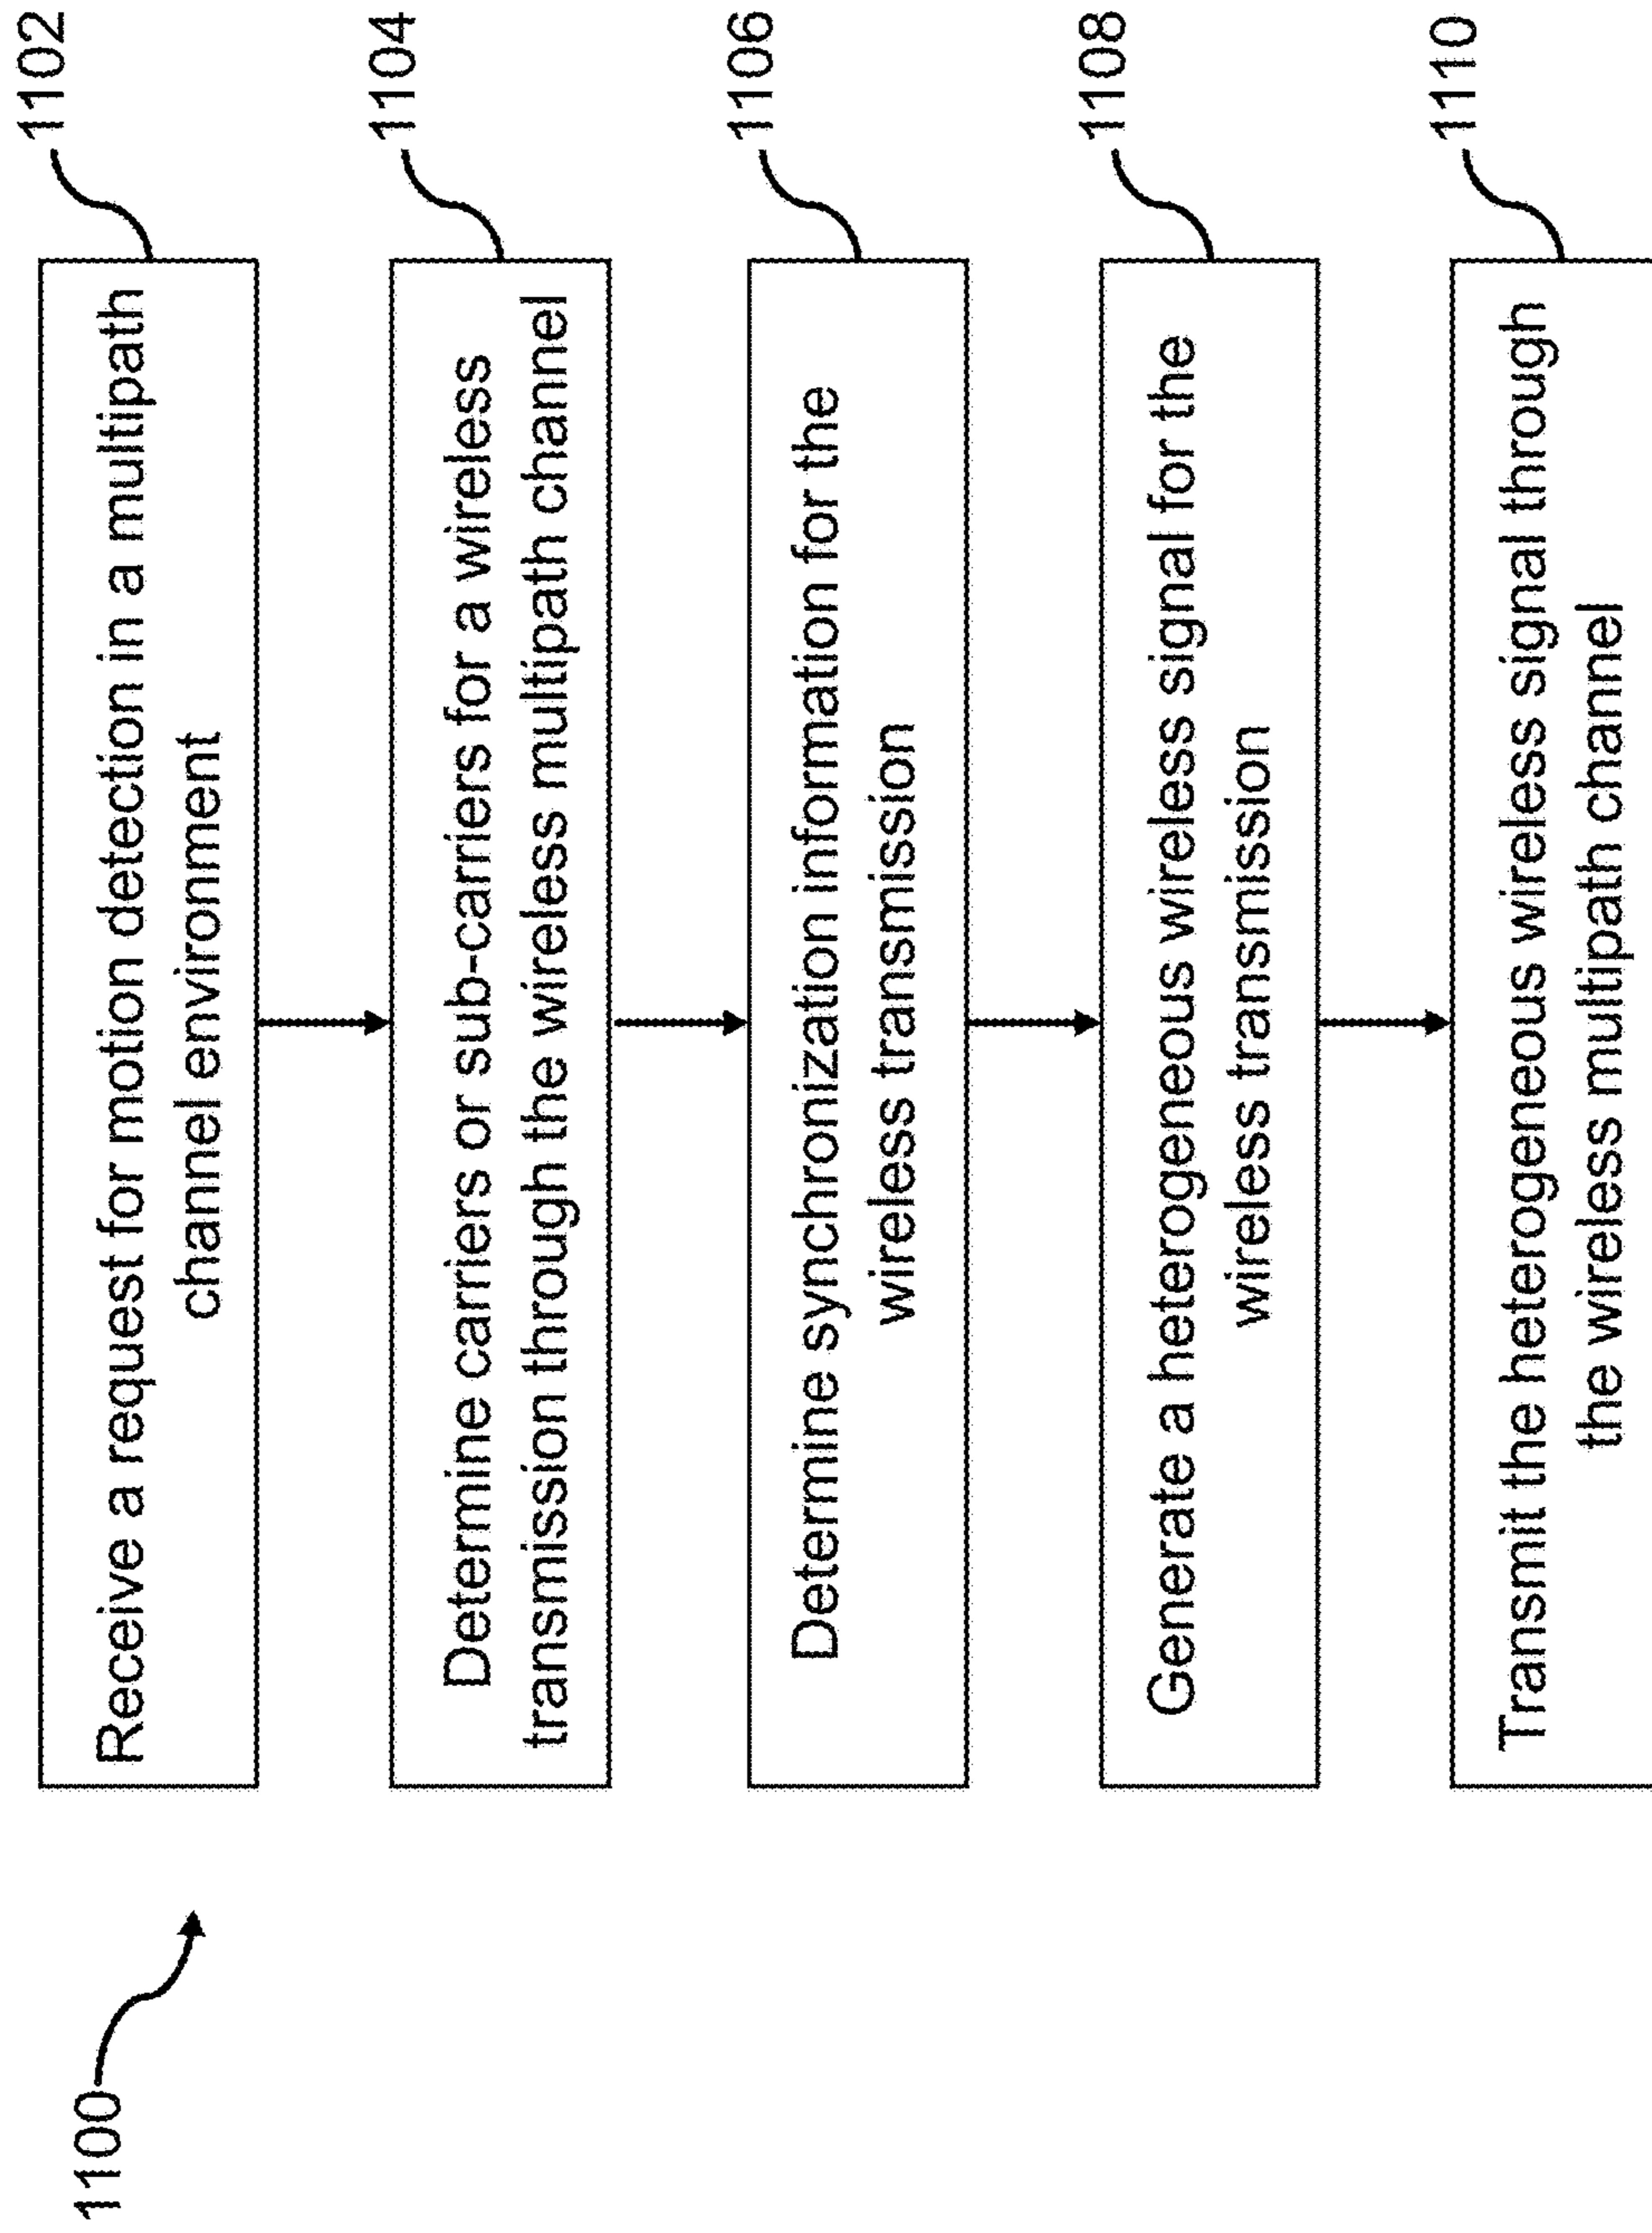 1100
Receive a request for motion detection in a multipath
channel environment
1102
Determine carriers or sub-carriers for a wireless
transmission through the wireless multipath channel
1104
Determine synchronization information for the
wireless transmission
1106
Generate a heterogeneous wireless signal for the
wireless transmission
1108
Transmit the heterogeneous wireless signal through
the wireless multipath channel
1110